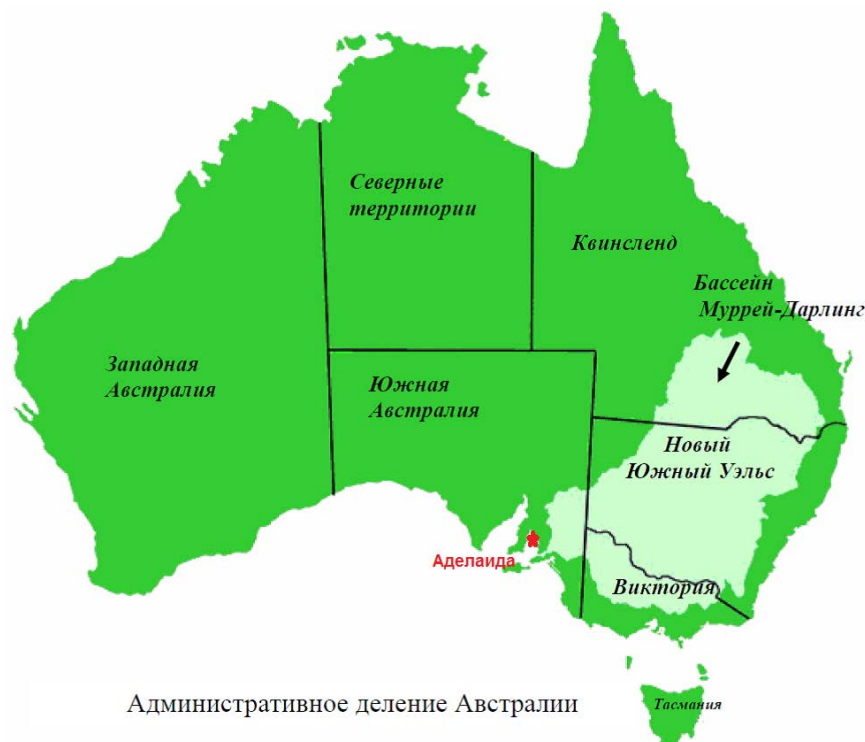 Северные
территории
Квинсленд
Бассейн
Муррей-Дарлинг
Западная
Австралия
Южная
Австралия
Новый
Южный Уэльс
Аделаида
Виктория
Тасмания
Административное деление Австралии